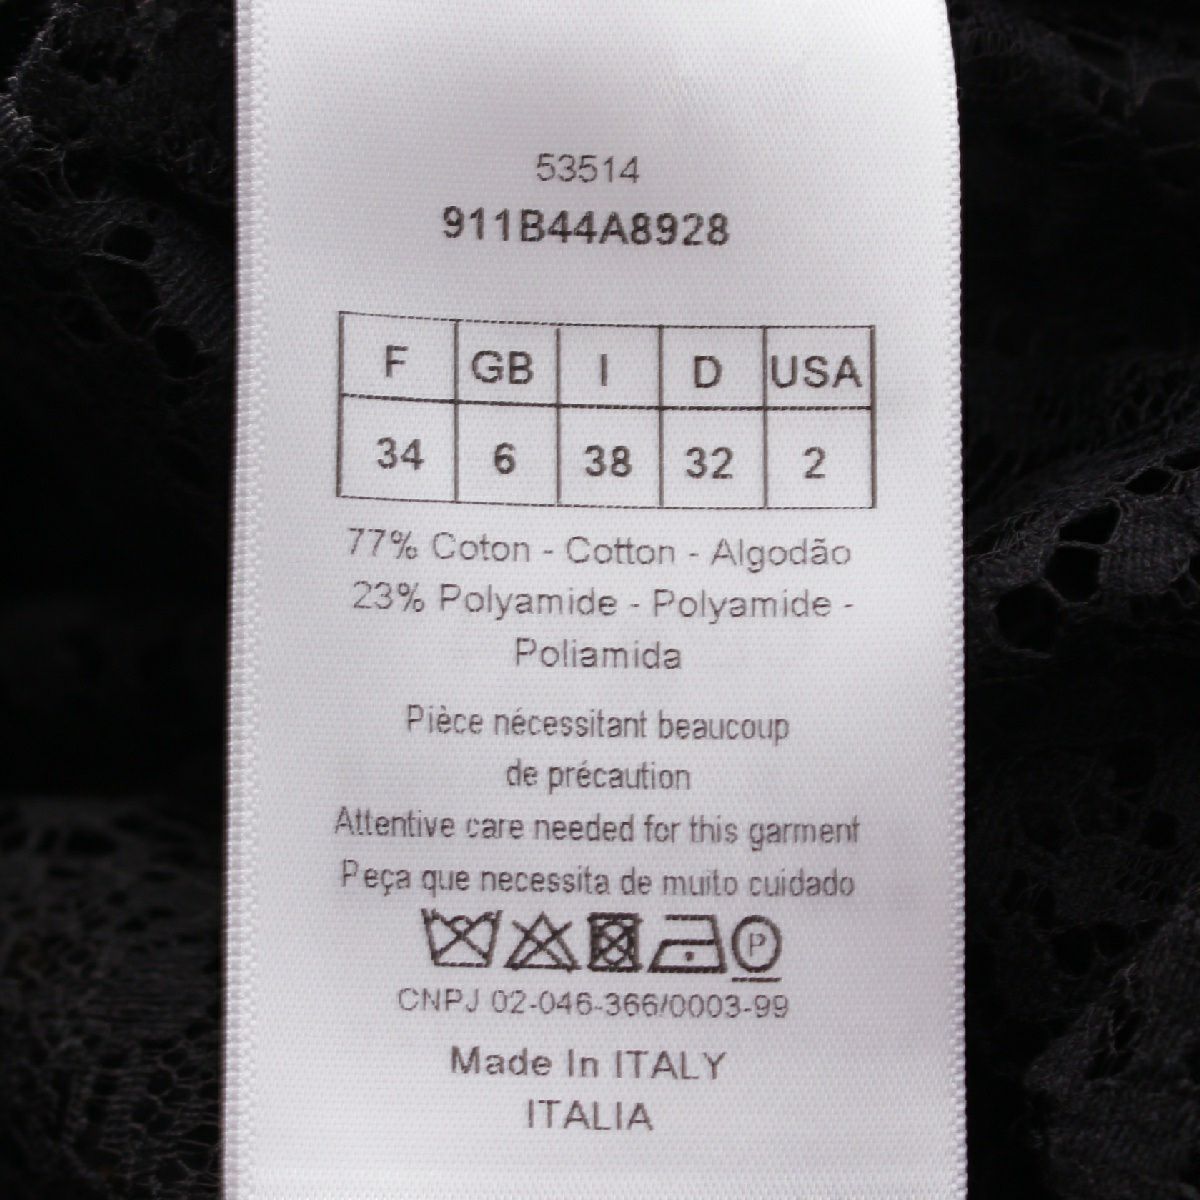 53514
911B44A8928
F GB I D USA
34 6 38 32 2
77% Coton - Cotton - Algodão
23% Polyamide - Polyamide -
Poliamida
Pièce nécessitant beaucoup
de précaution
Attentive care needed for this garment
Peça que necessita de muito cuidado
P
CNPJ 02-046-366/0003-99
Made In ITALY
ITALIA